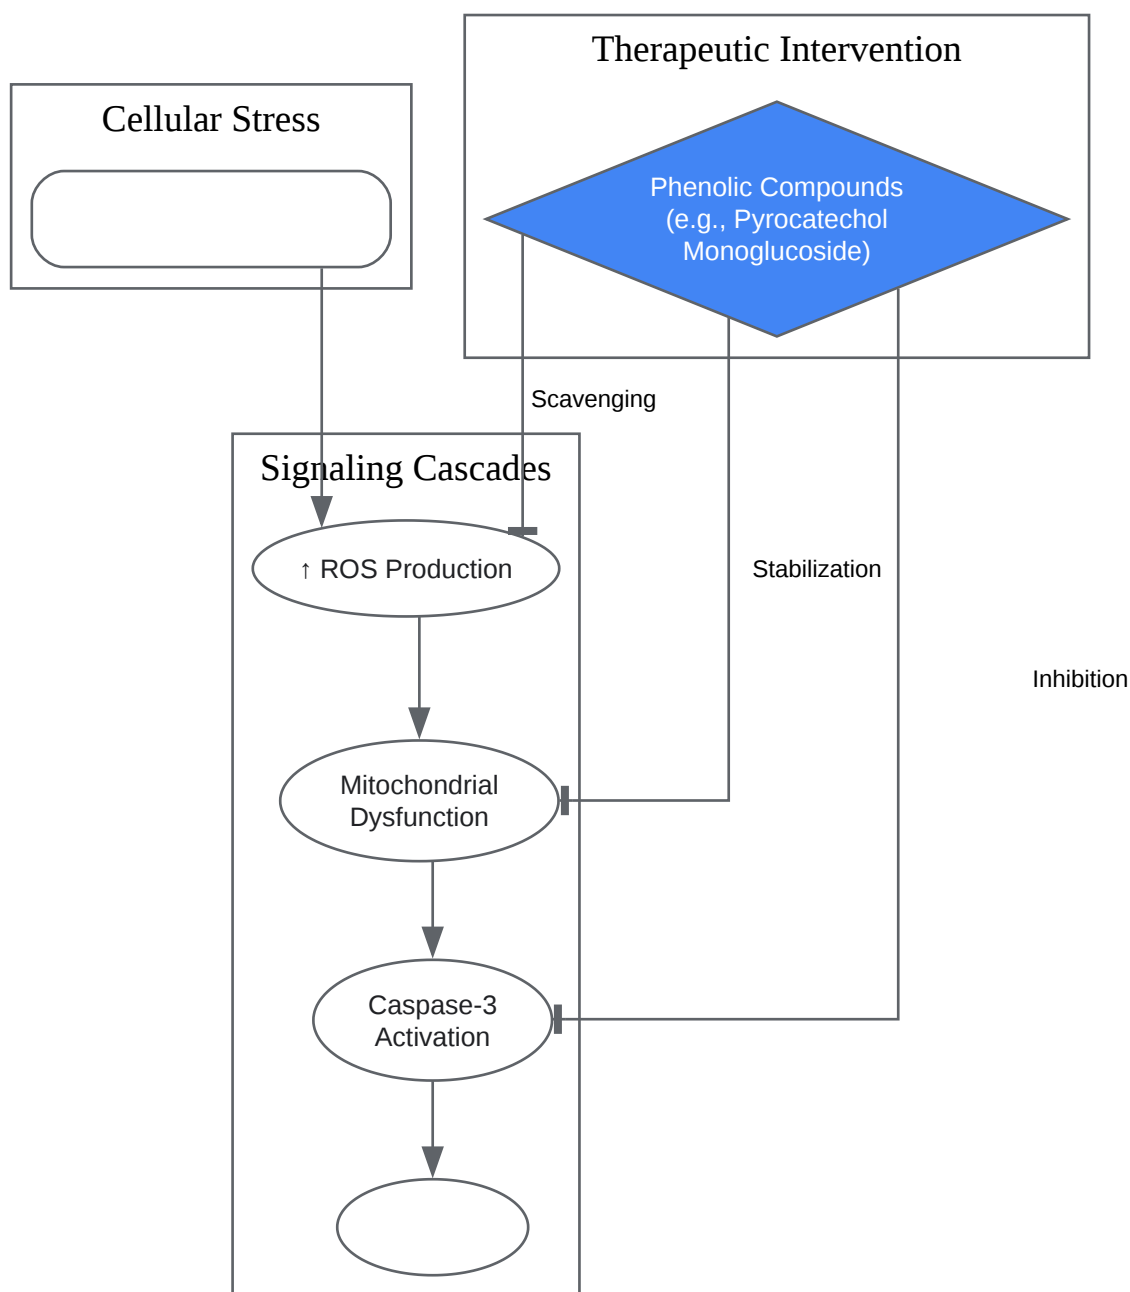 Therapeutic Intervention
Cellular Stress
Phenolic Compounds
(e.g., Pyrocatechol
Monoglucoside)
Scavenging
Signaling Cascades
↑ ROS Production
Stabilization
Inhibition
Mitochondrial
Dysfunction
Caspase-3
Activation